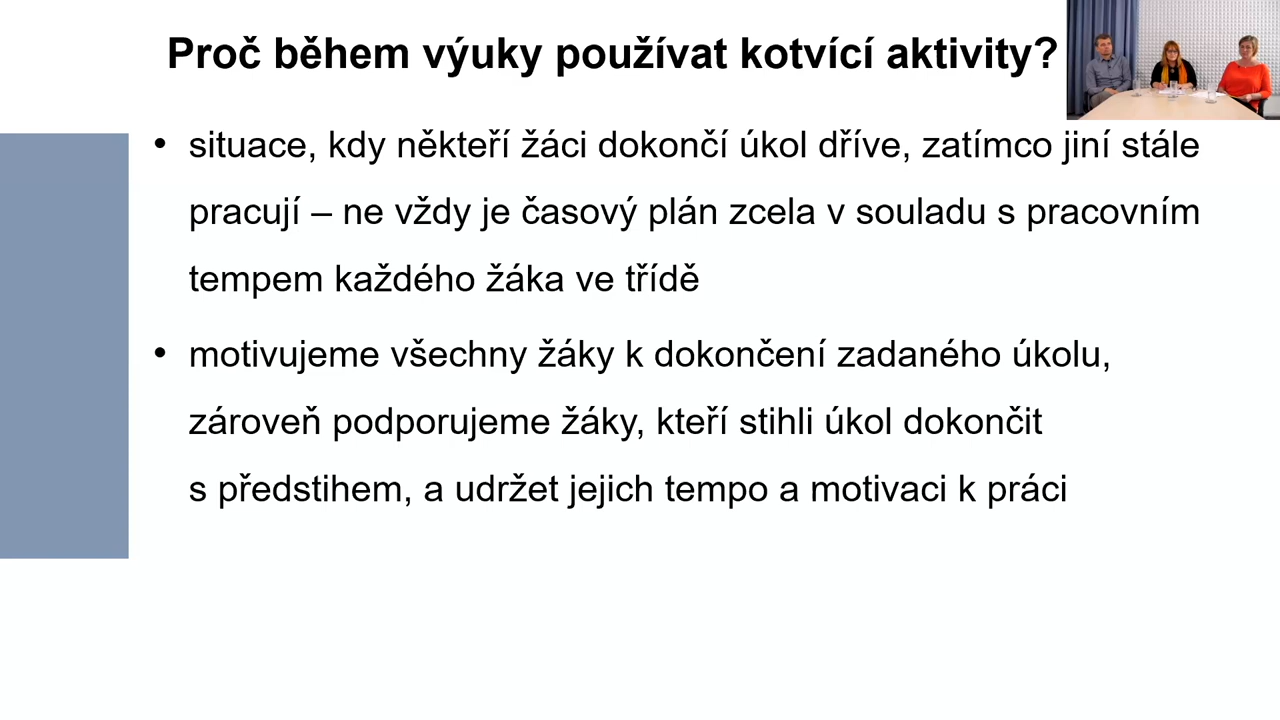 Proč během výuky používat kotvící aktivity?
• situace, kdy někteří žáci dokončí úkol dříve, zatímco jiní stále
pracují – ne vždy je časový plán zcela v souladu s pracovním
tempem každého žáka ve třídě
• motivujeme všechny žáky k dokončení zadaného úkolu,
zároveň podporujeme žáky, kteří stihli úkol dokončit
s předstihem, a udržet jejich tempo a motivaci k práci